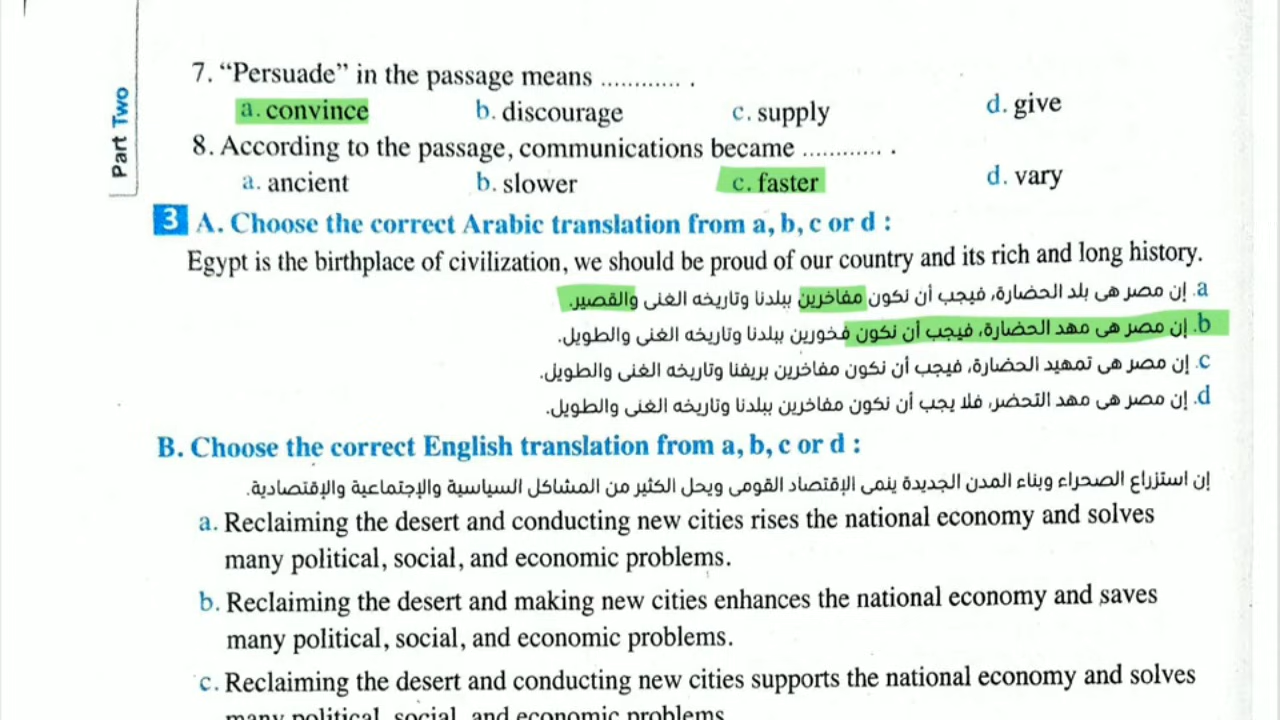 Part Two
7. “Persuade” in the passage means ............ .
a. convince b. discourage c. supply d. give
8. According to the passage, communications became ............ .
a. ancient b. slower c. faster d. vary
3 A. Choose the correct Arabic translation from a, b, c or d :
Egypt is the birthplace of civilization, we should be proud of our country and its rich and long history.
a. إن مصر هى بلد الحضارة، فيجب أن نكون مفاخرين ببلدنا وتاريخه الغنى والقصير.
b. إن مصر هى مهد الحضارة، فيجب أن نكون فخورين ببلدنا وتاريخه الغنى والطويل.
c. إن مصر هى تمهيد الحضارة، فيجب أن نكون مفاخرين بريفنا وتاريخه الغنى والطويل.
d. إن مصر هى مهد التحضر، فلا يجب أن نكون مفاخرين ببلدنا وتاريخه الغنى والطويل.
B. Choose the correct English translation from a, b, c or d :
إن استزراع الصحراء وبناء المدن الجديدة ينمى الإقتصاد القومى ويحل الكثير من المشاكل السياسية والإجتماعية والإقتصادية.
a. Reclaiming the desert and conducting new cities rises the national economy and solves
many political, social, and economic problems.
b. Reclaiming the desert and making new cities enhances the national economy and saves
many political, social, and economic problems.
c. Reclaiming the desert and conducting new cities supports the national economy and solves
many political, social, and economic problems